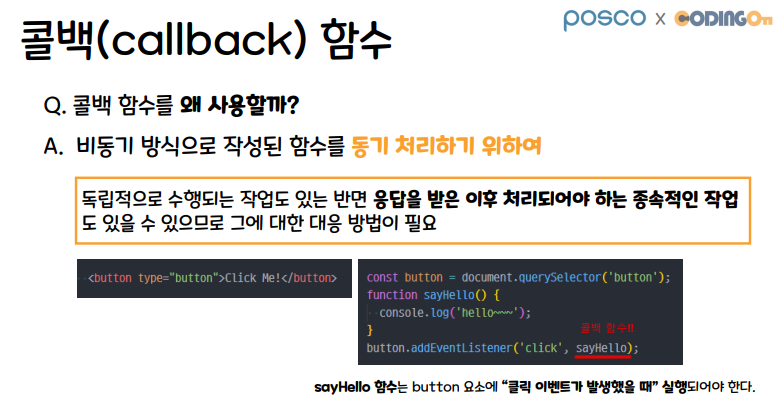 posco x CODINGOn
콜백(callback) 함수
Q. 콜백 함수를 왜 사용할까?
A. 비동기 방식으로 작성된 함수를 동기 처리하기 위하여
독립적으로 수행되는 작업도 있는 반면 응답을 받은 이후 처리되어야 하는 종속적인 작업
도 있을 수 있으므로 그에 대한 대응 방법이 필요
<button type="button">Click Me!</button>
const button = document.querySelector('button');
function sayHello() {
console.log('hello~~~');
}
콜백 함수!!
button.addEventListener('click', sayHello);
sayHello 함수는 button 요소에 “클릭 이벤트가 발생했을 때” 실행되어야 한다.